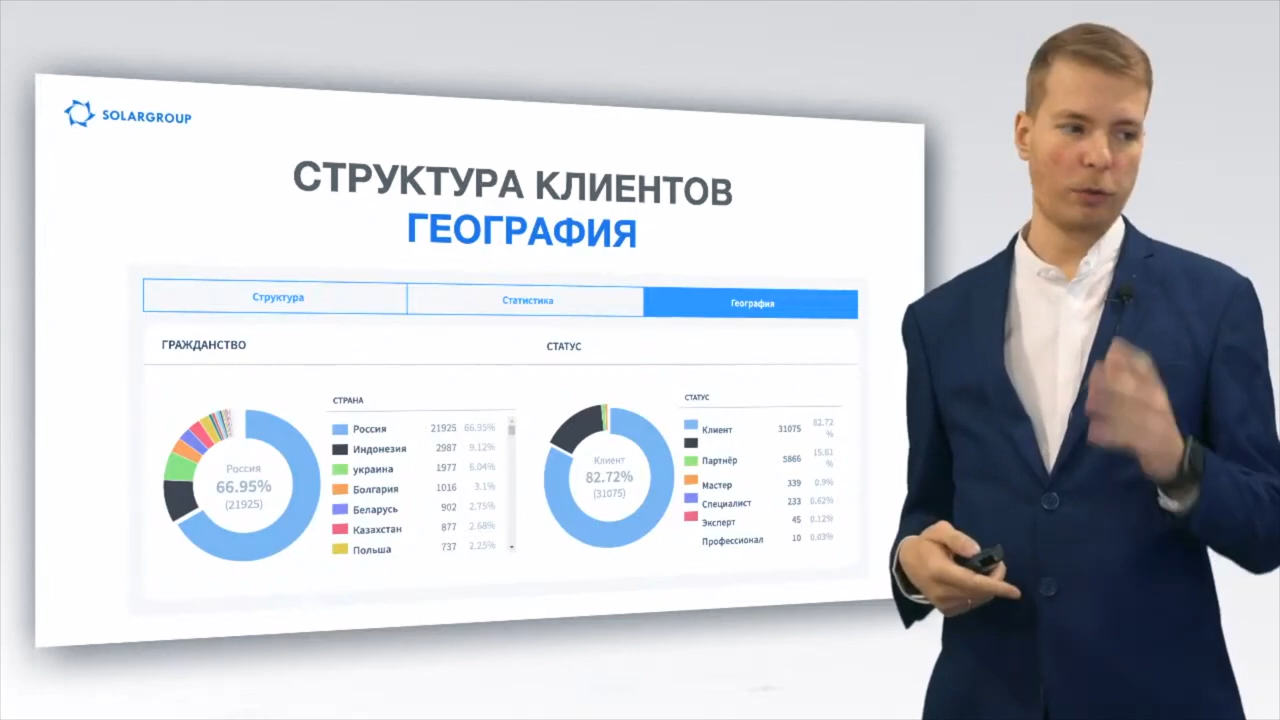 SOLARGROUP
СТРУКТУРА КЛИЕНТОВ
ГЕОГРАФИЯ
Структура Статистика География
ГРАЖДАНСТВО СТАТУС
СТРАНА
Россия 21925 66.95%
Индонезия 2987 9.12%
украина 1977 6.04%
Болгария 1016 3.1%
Беларусь 902 2.75%
Казахстан 877 2.68%
Польша 737 2.25%
Россия
66.95%
(21925)
СТАТУС
Клиент 31075 82.72
%
Партнёр 5866 15.61
%
Мастер 339 0.9%
Специалист 233 0.62%
Эксперт 45 0.12%
Профессионал 10 0.03%
Клиент
82.72%
(31075)